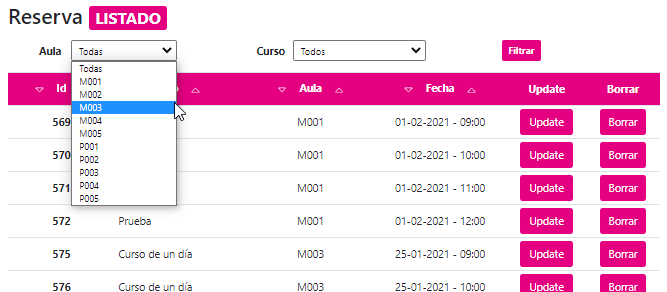 Reserva LISTADO
Aula Todas Curso Todos Filtrar
Todas
M001
M002
M003
M004
M005
P001
P002
P003
P004
P005
Id Aula Fecha Update Borrar
569 M001 01-02-2021 - 09:00 Update Borrar
570 M001 01-02-2021 - 10:00 Update Borrar
571 M001 01-02-2021 - 11:00 Update Borrar
572 Prueba M001 01-02-2021 - 12:00 Update Borrar
575 Curso de un día M003 25-01-2021 - 09:00 Update Borrar
576 Curso de un día M003 25-01-2021 - 10:00 Update Borrar